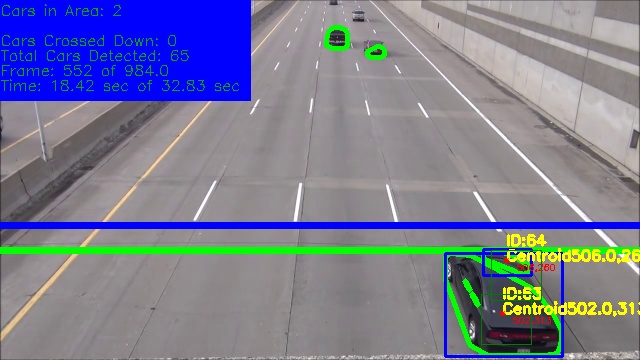 Cars in Area: 2
Cars Crossed Down: 0
Total Cars Detected: 65
Frame: 552 of 984.0
Time: 18.42 sec of 32.83 sec
ID:64
Centroid506.0,26
ID:63
Centroid502.0,313